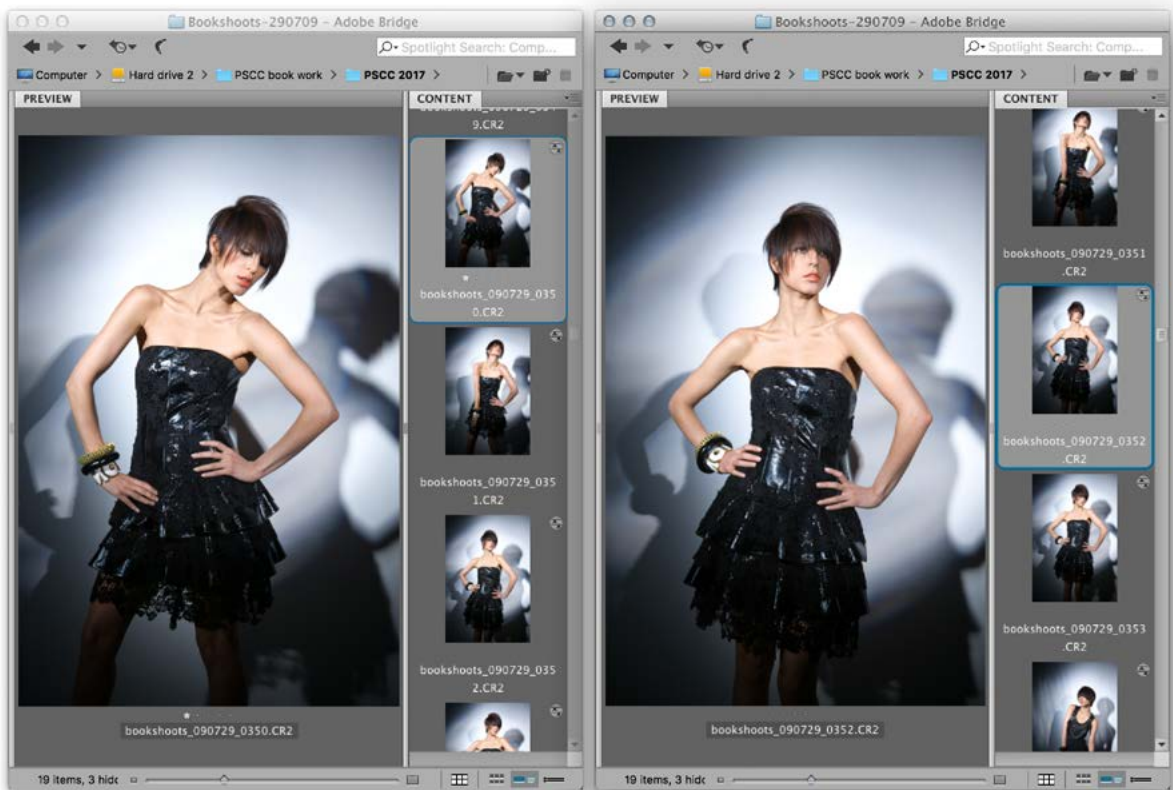 Bookshoots-290709 – Adobe Bridge
Spotlight Search: Comp...
Computer > Hard drive 2 > PSCC book work > PSCC 2017 >
PREVIEW
CONTENT
9.CR2
bookshoots_090729_035
0.CR2
bookshoots_090729_035
1.CR2
bookshoots_090729_035
2.CR2
bookshoots_090729_0350.CR2
19 items, 3 hidc
Bookshoots-290709 – Adobe Bridge
Spotlight Search: Comp...
Computer > Hard drive 2 > PSCC book work > PSCC 2017 >
PREVIEW
CONTENT
bookshoots_090729_0351
.CR2
bookshoots_090729_0352
.CR2
bookshoots_090729_0353
.CR2
bookshoots_090729_0352.CR2
19 items, 3 hidc